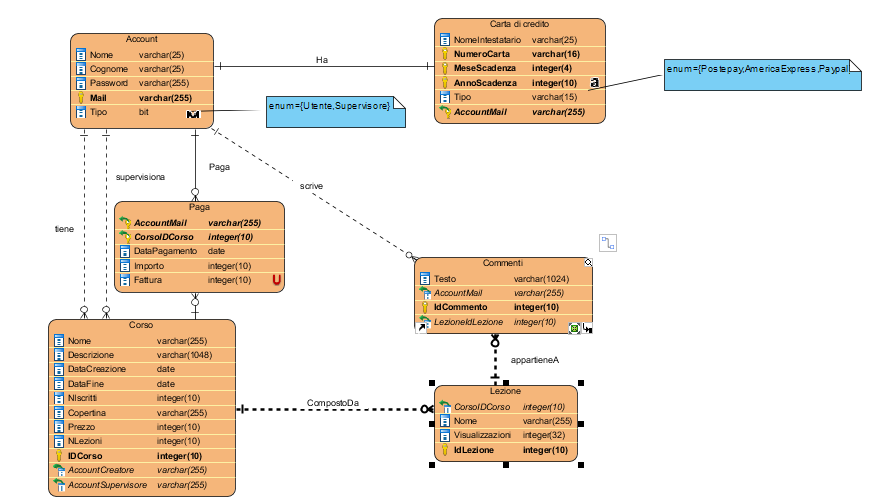 Account
Nome varchar(25)
Cognome varchar(25)
Password varchar(255)
Mail varchar(255)
Tipo bit
enum={Utente,Supervisore}
Ha
Carta di credito
NomeIntestatario varchar(25)
NumeroCarta varchar(16)
MeseScadenza integer(4)
AnnoScadenza integer(10)
Tipo varchar(15)
AccountMail varchar(255)
a
enum={Postepay,AmericaExpress,Paypal
tiene
supervisiona
Paga
scrive
Paga
AccountMail varchar(255)
CorsoIDCorso integer(10)
DataPagamento date
Importo integer(10)
Fattura integer(10)
U
Commenti
Testo varchar(1024)
AccountMail varchar(255)
IdCommento integer(10)
LezioneIdLezione integer(10)
appartieneA
Corso
Nome varchar(255)
Descrizione varchar(1048)
DataCreazione date
DataFine date
NIscritti integer(10)
Copertina varchar(255)
Prezzo integer(10)
NLezioni integer(10)
IDCorso integer(10)
AccountCreatore varchar(255)
AccountSupervisore varchar(255)
CompostoDa
Lezione
CorsoIDCorso integer(10)
Nome varchar(255)
Visualizzazioni integer(32)
IdLezione integer(10)